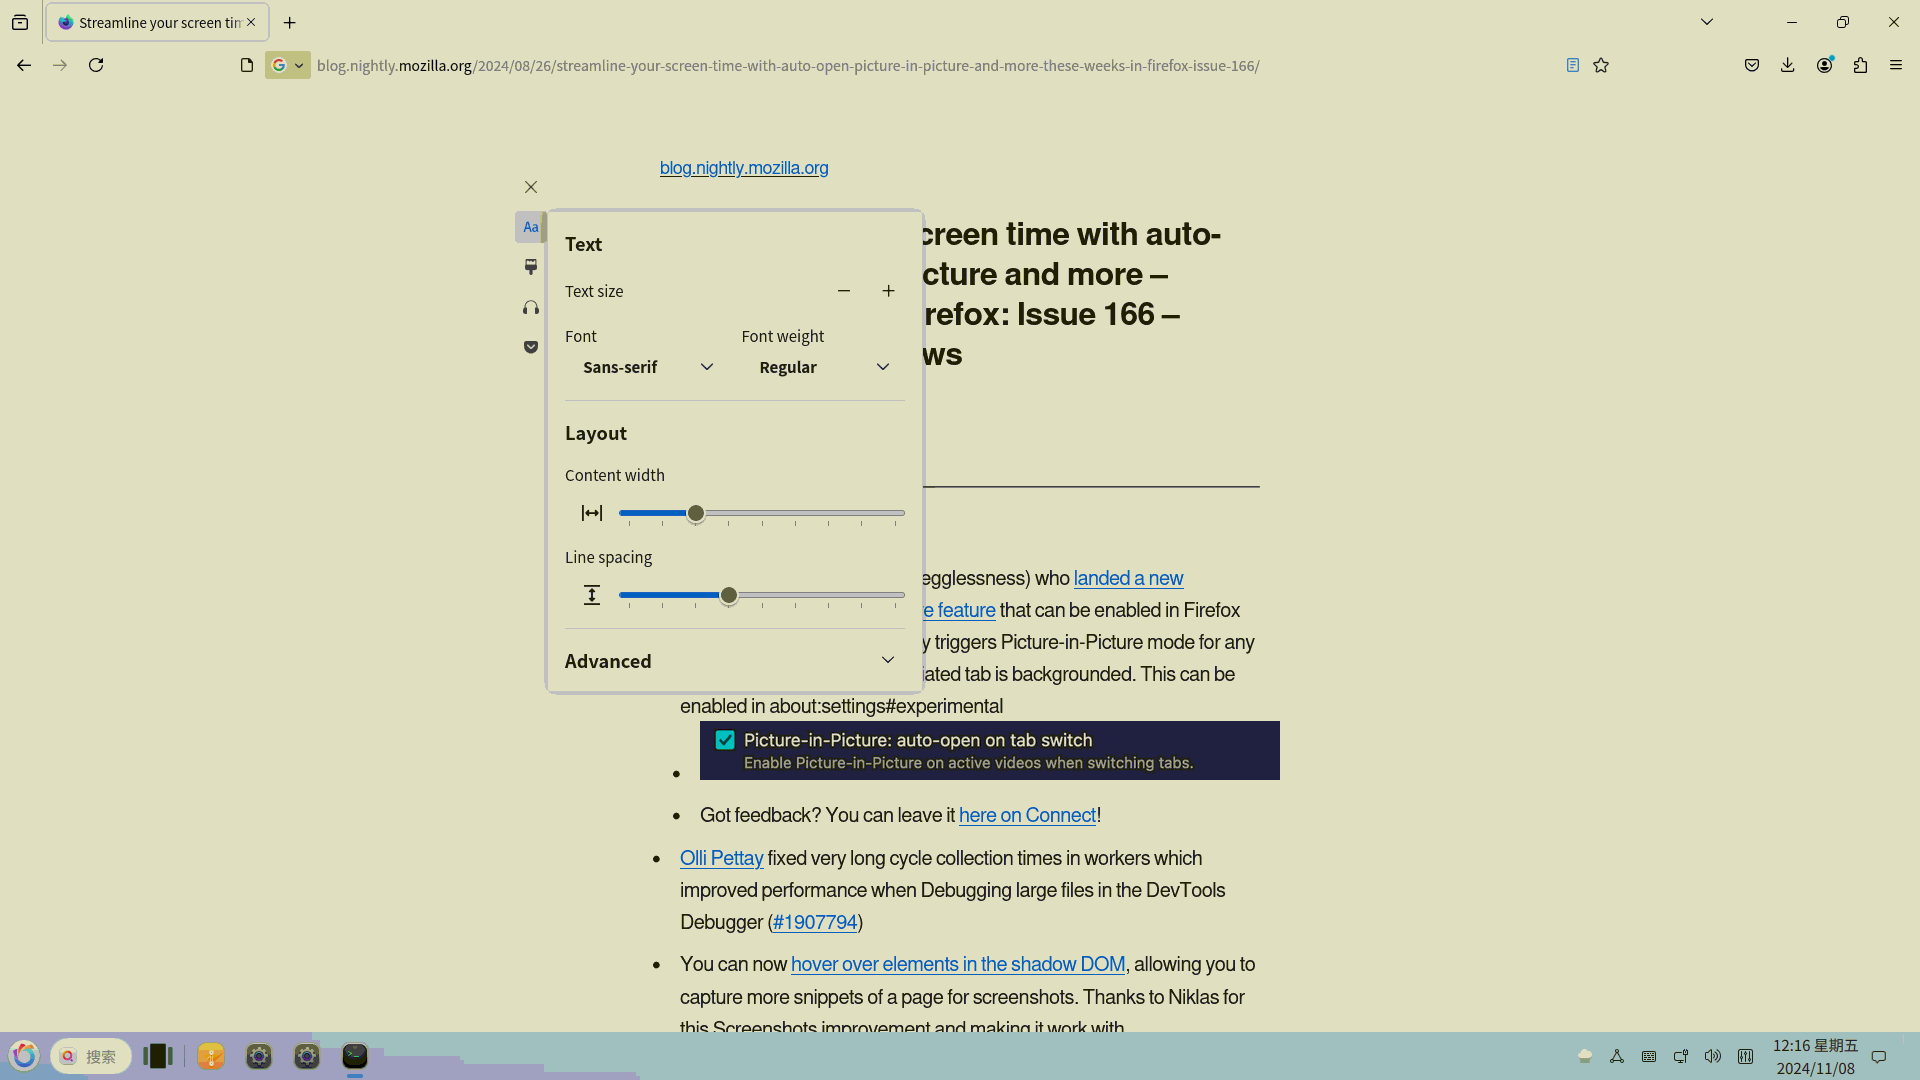 Streamline your screen tim
blog.nightly.mozilla.org/2024/08/26/streamline-your-screen-time-with-auto-open-picture-in-picture-and-more-these-weeks-in-firefox-issue-166/
blog.nightly.mozilla.org
creen time with auto-
cture and more –
refox: Issue 166 –
ws
Aa
Text
Text size
Font
Font weight
Sans-serif
Regular
Layout
Content width
Line spacing
Advanced
egglessness) who landed a new
e feature that can be enabled in Firefox
y triggers Picture-in-Picture mode for any
iated tab is backgrounded. This can be
enabled in about:settings#experimental
Picture-in-Picture: auto-open on tab switch
Enable Picture-in-Picture on active videos when switching tabs.
Got feedback? You can leave it here on Connect!
Olli Pettay fixed very long cycle collection times in workers which
improved performance when Debugging large files in the DevTools
Debugger (#1907794)
You can now hover over elements in the shadow DOM, allowing you to
capture more snippets of a page for screenshots. Thanks to Niklas for
this Screenshots improvement and making it work with
搜索
12:16 星期五
2024/11/08